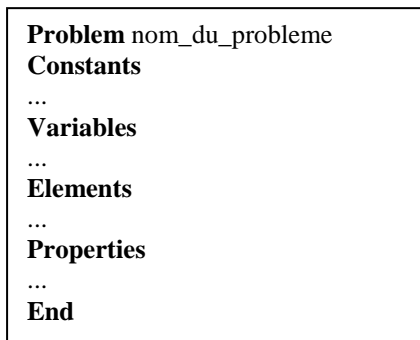 Problem nom_du_probleme
Constants
...
Variables
...
Elements
...
Properties
...
End